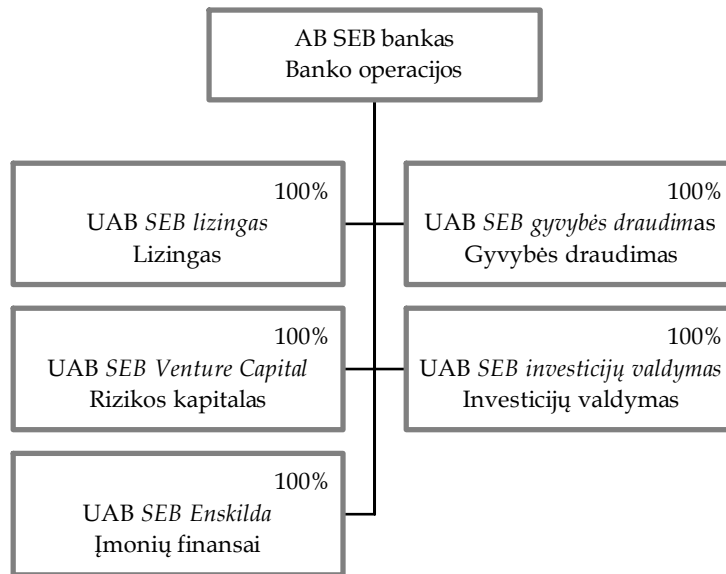 AB SEB bankas
Banko operacijos
100%
UAB SEB lizingas
Lizingas
100%
UAB SEB gyvybės draudimas
Gyvybės draudimas
100%
UAB SEB Venture Capital
Rizikos kapitalas
100%
UAB SEB investicijų valdymas
Investicijų valdymas
100%
UAB SEB Enskilda
Įmonių finansai